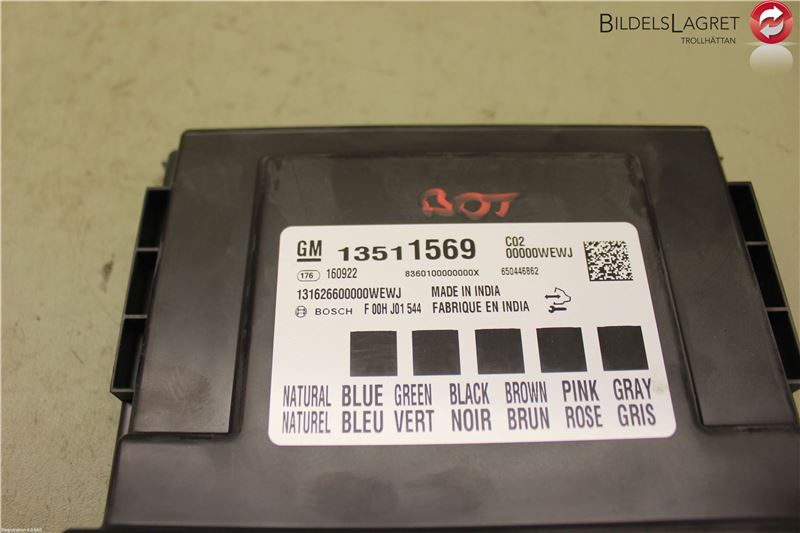 BILDELSLAGRET
TROLLHÄTTAN
BOT
GM 13511569 C02
00000WEWJ
176 160922 8360100000000X 650446862
131626600000WEWJ MADE IN INDIA
BOSCH F 00H J01 544 FABRIQUE EN INDIA
NATURAL BLUE GREEN BLACK BROWN PINK GRAY
NATUREL BLEU VERT NOIR BRUN ROSE GRIS